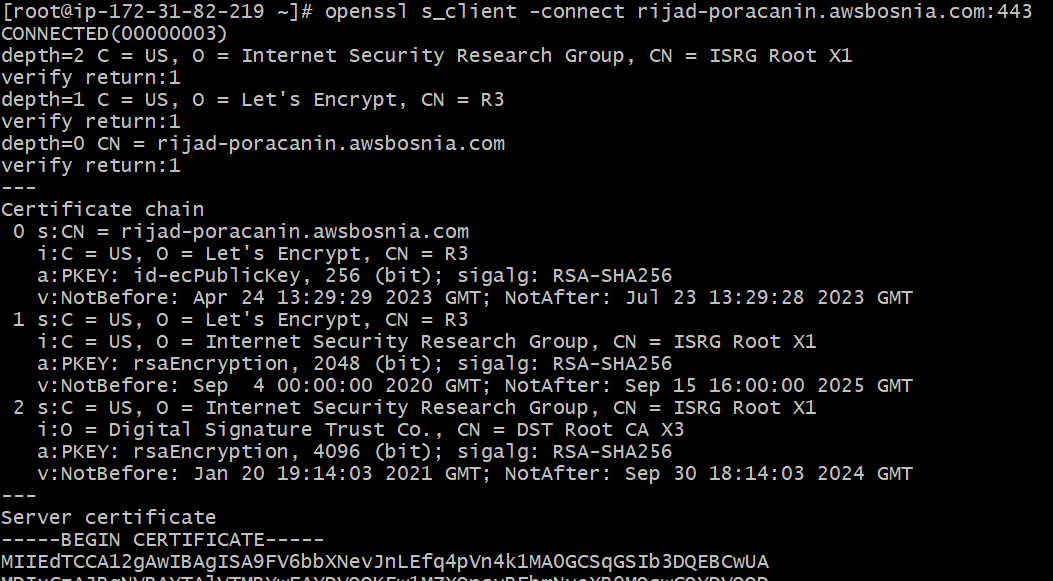 [root@ip-172-31-82-219 ~]# openssl s_client -connect rijad-poracanin.awsbosnia.com:443
CONNECTED(00000003)
depth=2 C = US, O = Internet Security Research Group, CN = ISRG Root X1
verify return:1
depth=1 C = US, O = Let's Encrypt, CN = R3
verify return:1
depth=0 CN = rijad-poracanin.awsbosnia.com
verify return:1
---
Certificate chain
 0 s:CN = rijad-poracanin.awsbosnia.com
   i:C = US, O = Let's Encrypt, CN = R3
   a:PKEY: id-ecPublicKey, 256 (bit); sigalg: RSA-SHA256
   v:NotBefore: Apr 24 13:29:29 2023 GMT; NotAfter: Jul 23 13:29:28 2023 GMT
 1 s:C = US, O = Let's Encrypt, CN = R3
   i:C = US, O = Internet Security Research Group, CN = ISRG Root X1
   a:PKEY: rsaEncryption, 2048 (bit); sigalg: RSA-SHA256
   v:NotBefore: Sep  4 00:00:00 2020 GMT; NotAfter: Sep 15 16:00:00 2025 GMT
 2 s:C = US, O = Internet Security Research Group, CN = ISRG Root X1
   i:O = Digital Signature Trust Co., CN = DST Root CA X3
   a:PKEY: rsaEncryption, 4096 (bit); sigalg: RSA-SHA256
   v:NotBefore: Jan 20 19:14:03 2021 GMT; NotAfter: Sep 30 18:14:03 2024 GMT
---
Server certificate
-----BEGIN CERTIFICATE-----
MIIEdTCCA12gAwIBAgISA9FV6bbXNevJnLEfq4pVn4k1MA0GCSqGSIb3DQEBCwUA